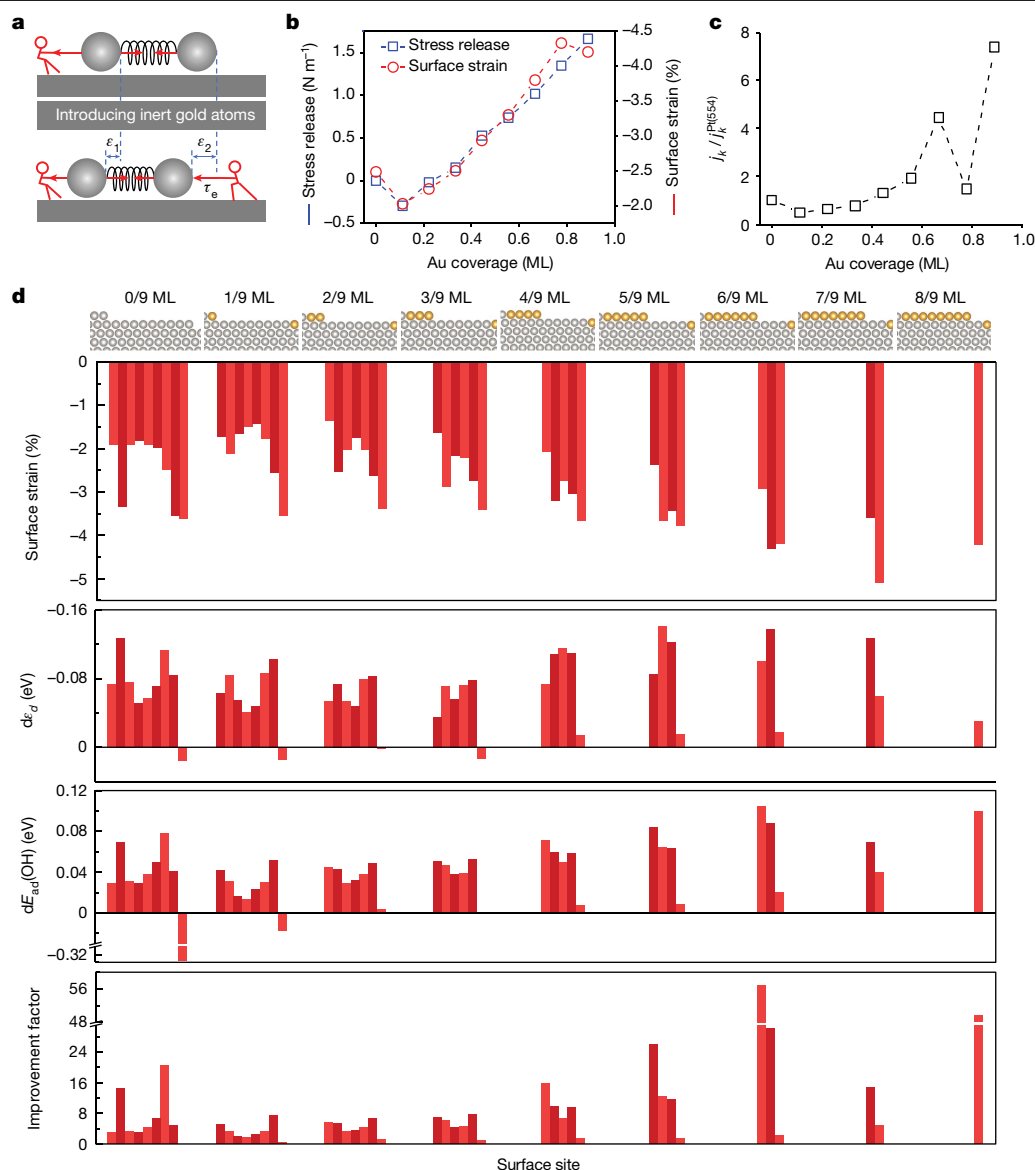 a
Introducing inert gold atoms
ε1
ε2
τe
b
Stress release
Surface strain
Stress release (N m−1)
1.5
1.0
0.5
0
−0.5
−4.5
−4.0
−3.5
−3.0
−2.5
−2.0
Surface strain (%)
0 0.2 0.4 0.6 0.8 1.0
Au coverage (ML)
c
jk / jkPt(554)
8
6
4
2
0
0 0.2 0.4 0.6 0.8 1.0
Au coverage (ML)
d
0/9 ML 1/9 ML 2/9 ML 3/9 ML 4/9 ML 5/9 ML 6/9 ML 7/9 ML 8/9 ML
Surface strain (%)
0
−1
−2
−3
−4
−5
dεd (eV)
−0.16
−0.08
0
dEad(OH) (eV)
0.12
0.08
0.04
0
−0.32
Improvement factor
56
48
24
16
8
0
Surface site